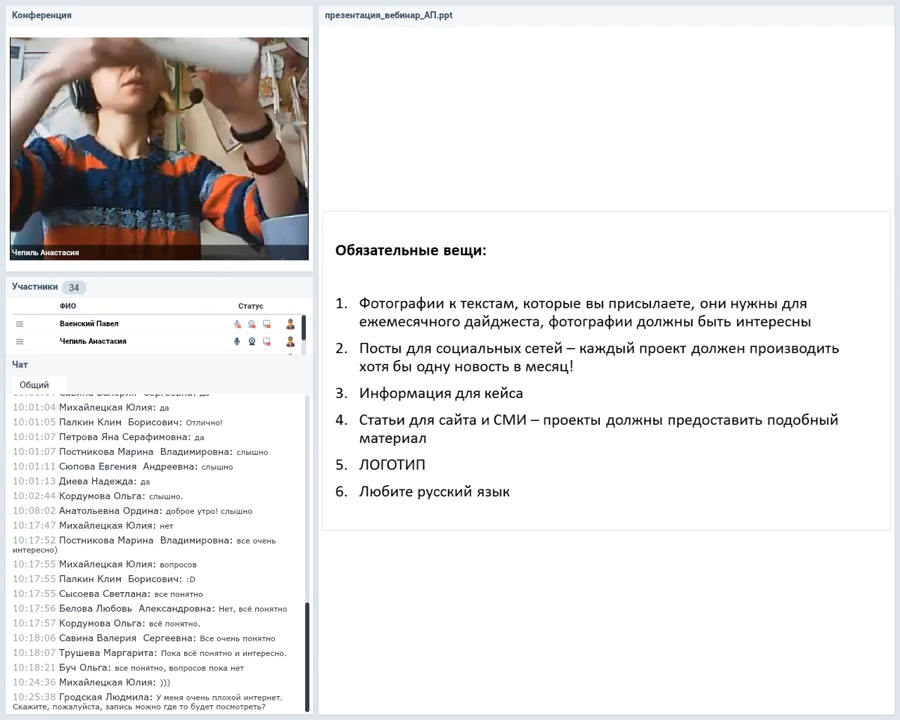 Конференция
Чепиль Анастасия
Участники 34
ФИО Статус
Ваенский Павел
Чепиль Анастасия
Чат
Общий
10:01:04 Михайлецкая Юлия: да
10:01:05 Палкин Клим Борисович: Отлично!
10:01:07 Петрова Яна Серафимовна: да
10:01:07 Постникова Марина Владимировна: слышно
10:01:11 Сюпова Евгения Андреевна: слышно
10:01:13 Диева Надежда: да
10:02:44 Кордумова Ольга: слышно.
10:08:02 Анатольевна Ордина: доброе утро! слышно
10:17:47 Михайлецкая Юлия: нет
10:17:52 Постникова Марина Владимировна: все очень
интересно)
10:17:55 Михайлецкая Юлия: вопросов
10:17:55 Палкин Клим Борисович: :D
10:17:55 Сысоева Светлана: все понятно
10:17:56 Белова Любовь Александровна: Нет, всё понятно
10:17:57 Кордумова Ольга: всё понятно.
10:18:06 Савина Валерия Сергеевна: Все очень понятно
10:18:07 Трушева Маргарита: Пока всё понятно и интересно.
10:18:21 Буч Ольга: все понятно, вопросов пока нет
10:24:36 Михайлецкая Юлия: )))
10:25:38 Гродская Людмила: У меня очень плохой интернет.
Скажите, пожалуйста, запись можно где то будет посмотреть?
презентация_вебинар_АП.ppt
Обязательные вещи:
1. Фотографии к текстам, которые вы присылаете, они нужны для
ежемесячного дайджеста, фотографии должны быть интересны
2. Посты для социальных сетей – каждый проект должен производить
хотя бы одну новость в месяц!
3. Информация для кейса
4. Статьи для сайта и СМИ – проекты должны предоставить подобный
материал
5. ЛОГОТИП
6. Любите русский язык